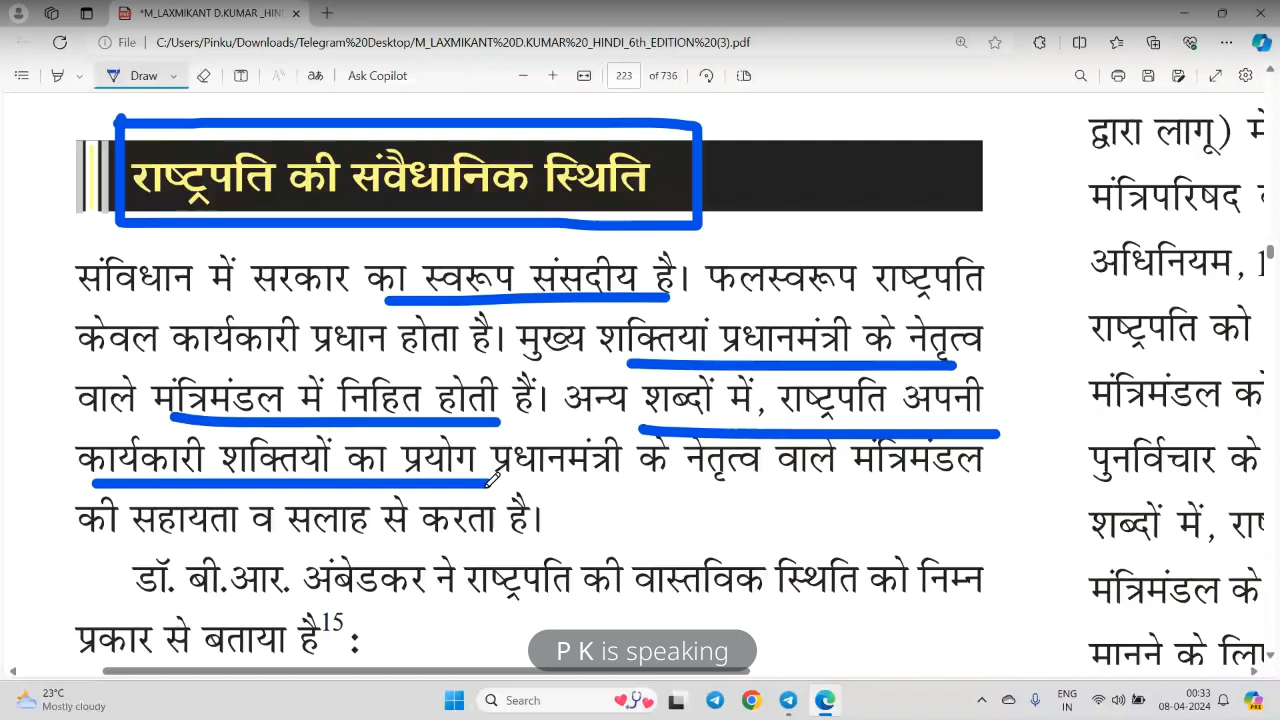 *M_LAXMIKANT D.KUMAR _HIN
File C:/Users/Pinku/Downloads/Telegram%20Desktop/M_LAXMIKANT%20D.KUMAR%20_HINDI_6th_EDITION%20(3).pdf
Draw Ask Copilot 223 of 736
राष्ट्रपति की संवैधानिक स्थिति
संविधान में सरकार का स्वरूप संसदीय है। फलस्वरूप राष्ट्रपति
केवल कार्यकारी प्रधान होता है। मुख्य शक्तियां प्रधानमंत्री के नेतृत्व
वाले मंत्रिमंडल में निहित होती हैं। अन्य शब्दों में, राष्ट्रपति अपनी
कार्यकारी शक्तियों का प्रयोग प्रधानमंत्री के नेतृत्व वाले मंत्रिमंडल
की सहायता व सलाह से करता है।
डॉ. बी.आर. अंबेडकर ने राष्ट्रपति की वास्तविक स्थिति को निम्न
प्रकार से बताया है15:
द्वारा लागू)
मंत्रिपरिषद
अधिनियम, 1
राष्ट्रपति को
मंत्रिमंडल
पुनर्विचार के
शब्दों में,
मंत्रिमंडल के
मानने के
P K is speaking
23°C
Mostly cloudy
Search
ENG
IN
00:33
08-04-2024